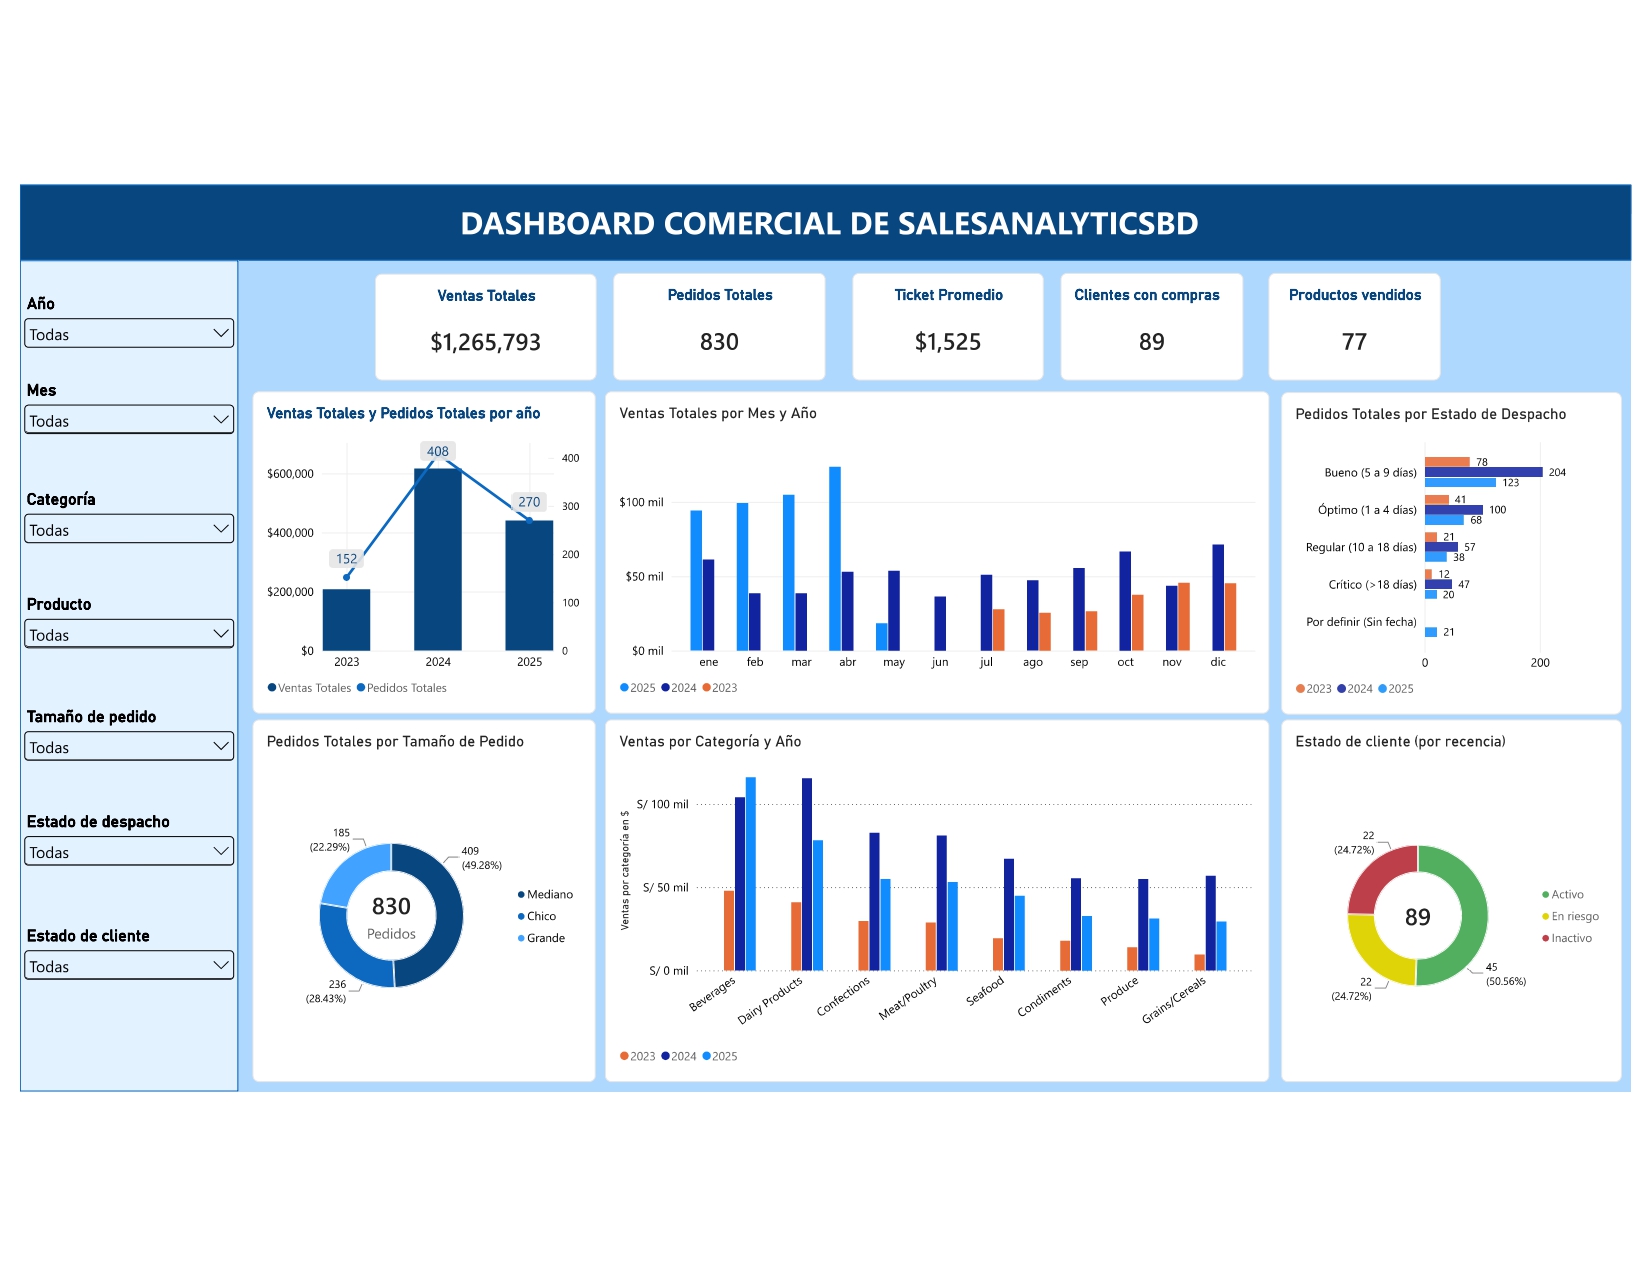 DASHBOARD COMERCIAL DE SALESANALYTICSBD
Año
Todas
Mes
Todas
Categoría
Todas
Producto
Todas
Tamaño de pedido
Todas
Estado de despacho
Todas
Estado de cliente
Todas
Ventas Totales
$1,265,793
Pedidos Totales
830
Ticket Promedio
$1,525
Clientes con compras
89
Productos vendidos
77
Ventas Totales y Pedidos Totales por año
$600,000
$400,000
$200,000
$0
400
300
200
100
0
152
408
270
2023 2024 2025
Ventas Totales Pedidos Totales
Ventas Totales por Mes y Año
$100 mil
$50 mil
$0 mil
ene feb mar abr may jun jul ago sep oct nov dic
2025 2024 2023
Pedidos Totales por Estado de Despacho
Bueno (5 a 9 días)
78
204
123
Óptimo (1 a 4 días)
41
100
68
Regular (10 a 18 días)
21
57
38
Crítico (>18 días)
12
47
20
Por definir (Sin fecha)
21
0 200
2023 2024 2025
Pedidos Totales por Tamaño de Pedido
185
(22.29%)
409
(49.28%)
236
(28.43%)
830
Pedidos
Mediano
Chico
Grande
Ventas por Categoría y Año
Ventas por categoría en $
S/ 100 mil
S/ 50 mil
S/ 0 mil
Beverages
Dairy Products
Confections
Meat/Poultry
Seafood
Condiments
Produce
Grains/Cereals
2023 2024 2025
Estado de cliente (por recencia)
22
(24.72%)
22
(24.72%)
45
(50.56%)
89
Activo
En riesgo
Inactivo